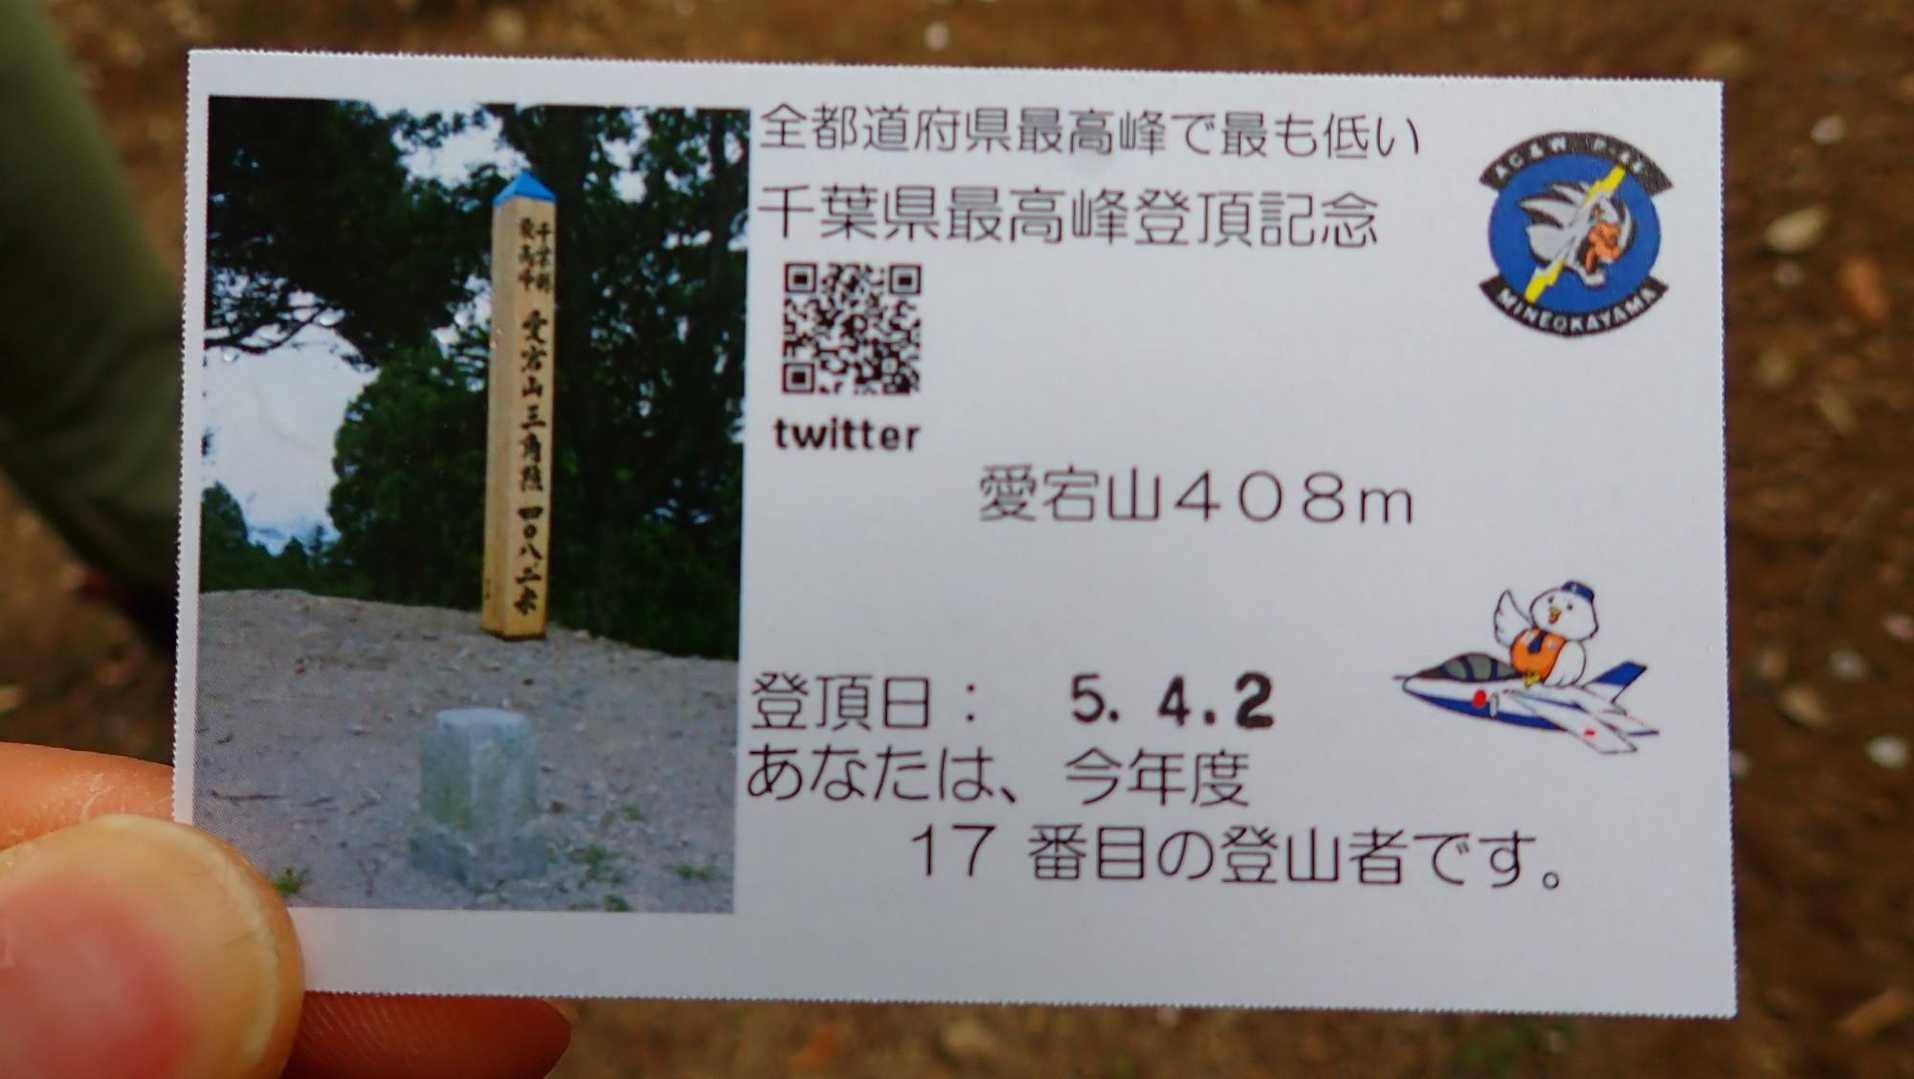 全都道府県最高峰で最も低い
千葉県最高峰登頂記念
twitter
愛宕山408m
登頂日： 5.4.2
あなたは、今年度
17 番目の登山者です。
AC&W
MINEOKAYAMA
千葉県
最高峰
愛宕山三角点 四〇八.二米